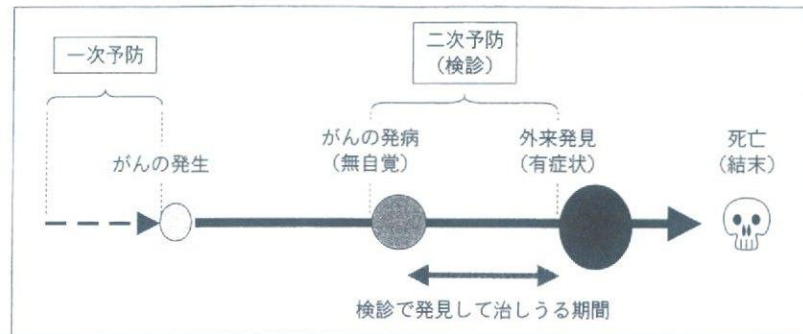 一次予防
二次予防
(検診)
がんの発生
がんの発病
(無自覚)
外来発見
(有症状)
死亡
(結末)
検診で発見して治しうる期間